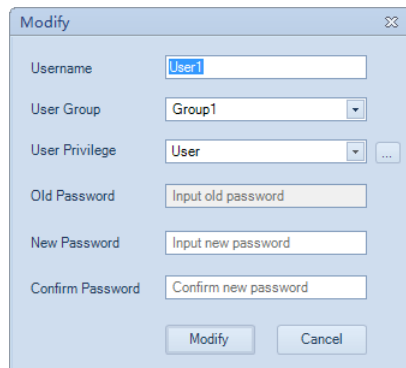 Modify
Username User1
User Group Group1
User Privilege User ...
Old Password Input old password
New Password Input new password
Confirm Password Confirm new password
Modify Cancel